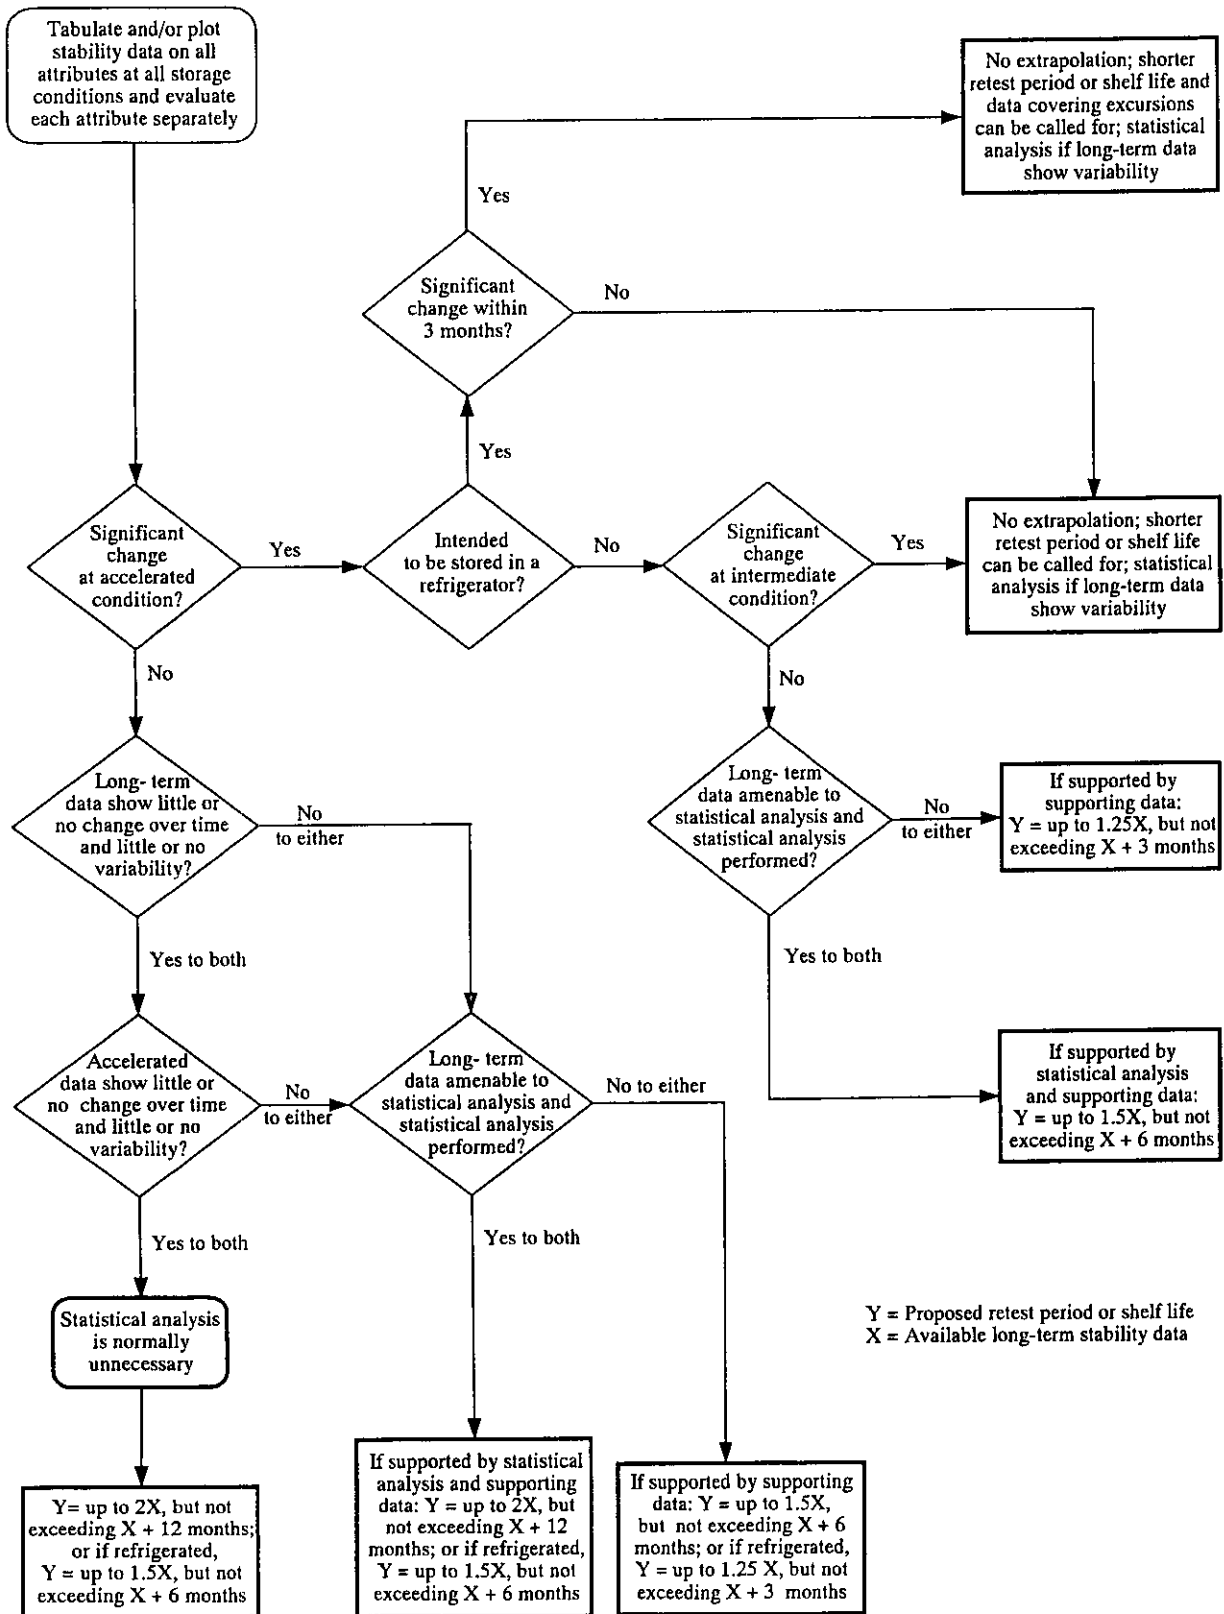 Tabulate and/or plot
stability data on all
attributes at all storage
conditions and evaluate
each attribute separately
No extrapolation; shorter
retest period or shelf life and
data covering excursions
can be called for; statistical
analysis if long-term data
show variability
Yes
Significant
change within
3 months?
No
Yes
Significant
change
at accelerated
condition?
Yes
Intended
to be stored in a
refrigerator?
No
Significant
change
at intermediate
condition?
Yes
No extrapolation; shorter
retest period or shelf life
can be called for; statistical
analysis if long-term data
show variability
No
No
Long- term
data show little or
no change over time
and little or no
variability?
No
to either
Long- term
data amenable to
statistical analysis and
statistical analysis
performed?
No
to either
If supported by
supporting data:
Y = up to 1.25X, but not
exceeding X + 3 months
Yes to both
Yes to both
Accelerated
data show little or
no change over time
and little or no
variability?
No
to either
Long- term
data amenable to
statistical analysis and
statistical analysis
performed?
No to either
If supported by
statistical analysis
and supporting data:
Y = up to 1.5X, but not
exceeding X + 6 months
Yes to both
Yes to both
Statistical analysis
is normally
unnecessary
Y = Proposed retest period or shelf life
X = Available long-term stability data
Y= up to 2X, but not
exceeding X + 12 months;
or if refrigerated,
Y = up to 1.5X, but not
exceeding X + 6 months
If supported by statistical
analysis and supporting
data: Y = up to 2X, but
not exceeding X + 12
months; or if refrigerated,
Y = up to 1.5X, but not
exceeding X + 6 months
If supported by supporting
data: Y = up to 1.5X,
but not exceeding X + 6
months; or if refrigerated,
Y = up to 1.25 X, but not
exceeding X + 3 months